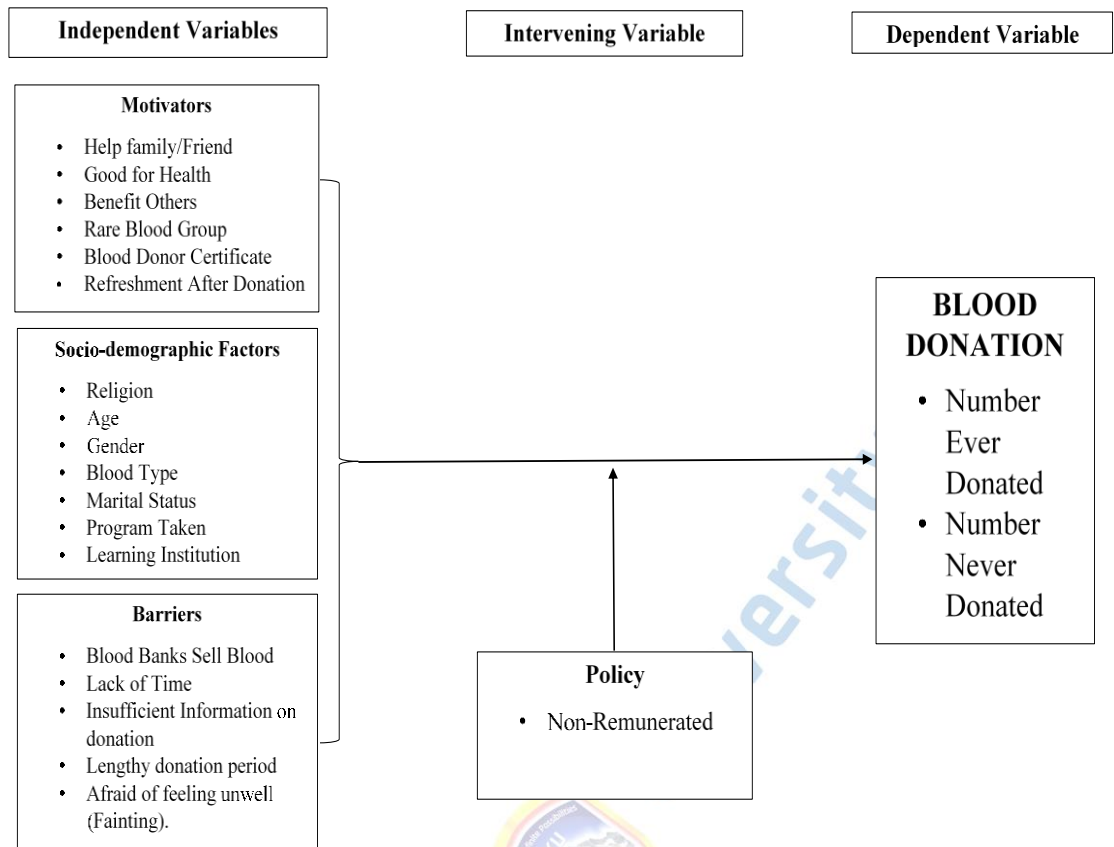 Independent Variables
Intervening Variable
Dependent Variable
Motivators
• Help family/Friend
• Good for Health
• Benefit Others
• Rare Blood Group
• Blood Donor Certificate
• Refreshment After Donation
Socio-demographic Factors
• Religion
• Age
• Gender
• Blood Type
• Marital Status
• Program Taken
• Learning Institution
Barriers
• Blood Banks Sell Blood
• Lack of Time
• Insufficient Information on
donation
• Lengthy donation period
• Afraid of feeling unwell
(Fainting).
Policy
• Non-Remunerated
BLOOD
DONATION
• Number
Ever
Donated
• Number
Never
Donated